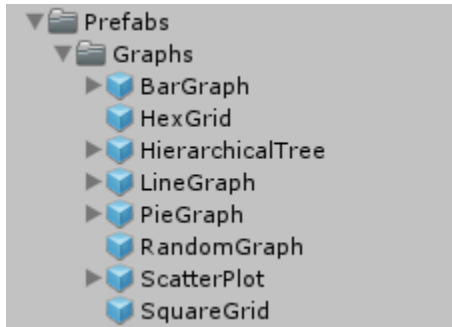 Prefabs
Graphs
BarGraph
HexGrid
HierarchicalTree
LineGraph
PieGraph
RandomGraph
ScatterPlot
SquareGrid